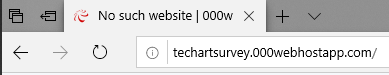 No such website | 000w
techartsurvey.000webhostapp.com/